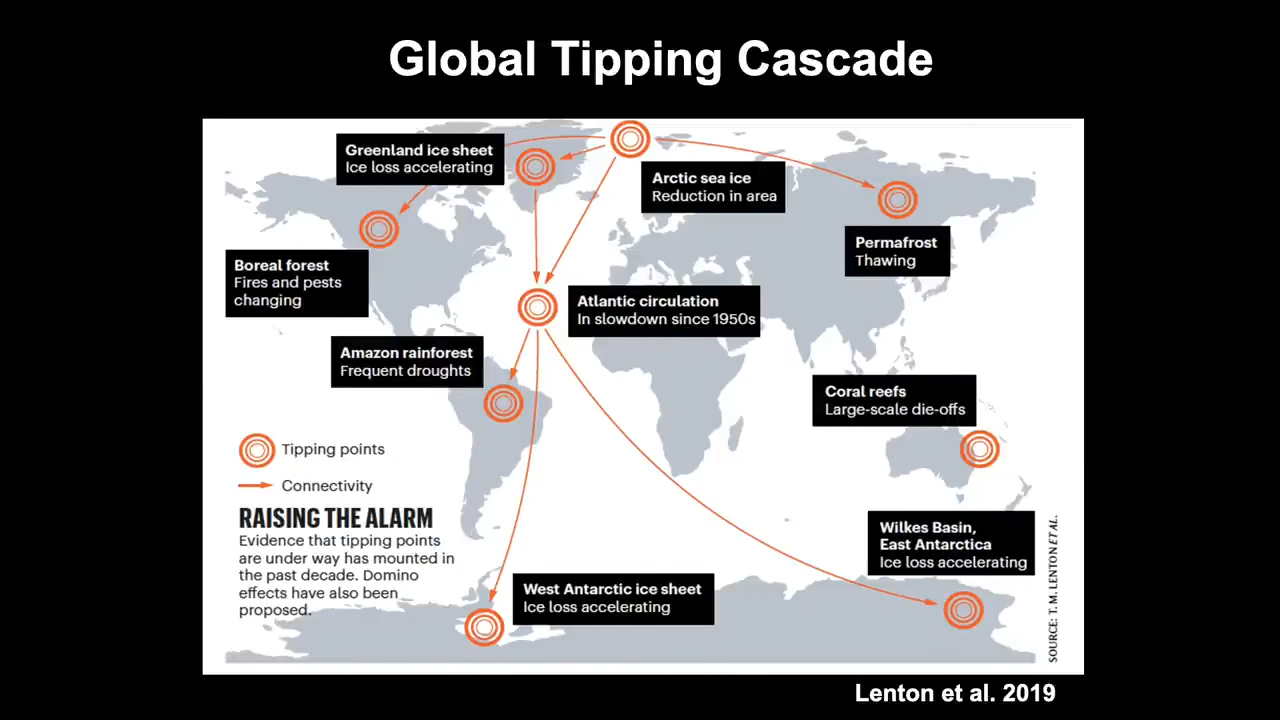 Global Tipping Cascade
Greenland ice sheet
Ice loss accelerating
Arctic sea ice
Reduction in area
Permafrost
Thawing
Boreal forest
Fires and pests
changing
Atlantic circulation
In slowdown since 1950s
Amazon rainforest
Frequent droughts
Coral reefs
Large-scale die-offs
Tipping points
Connectivity
RAISING THE ALARM
Evidence that tipping points
are under way has mounted in
the past decade. Domino
effects have also been
proposed.
Wilkes Basin,
East Antarctica
Ice loss accelerating
West Antarctic ice sheet
Ice loss accelerating
SOURCE: T. M. LENTON ET AL.
Lenton et al. 2019